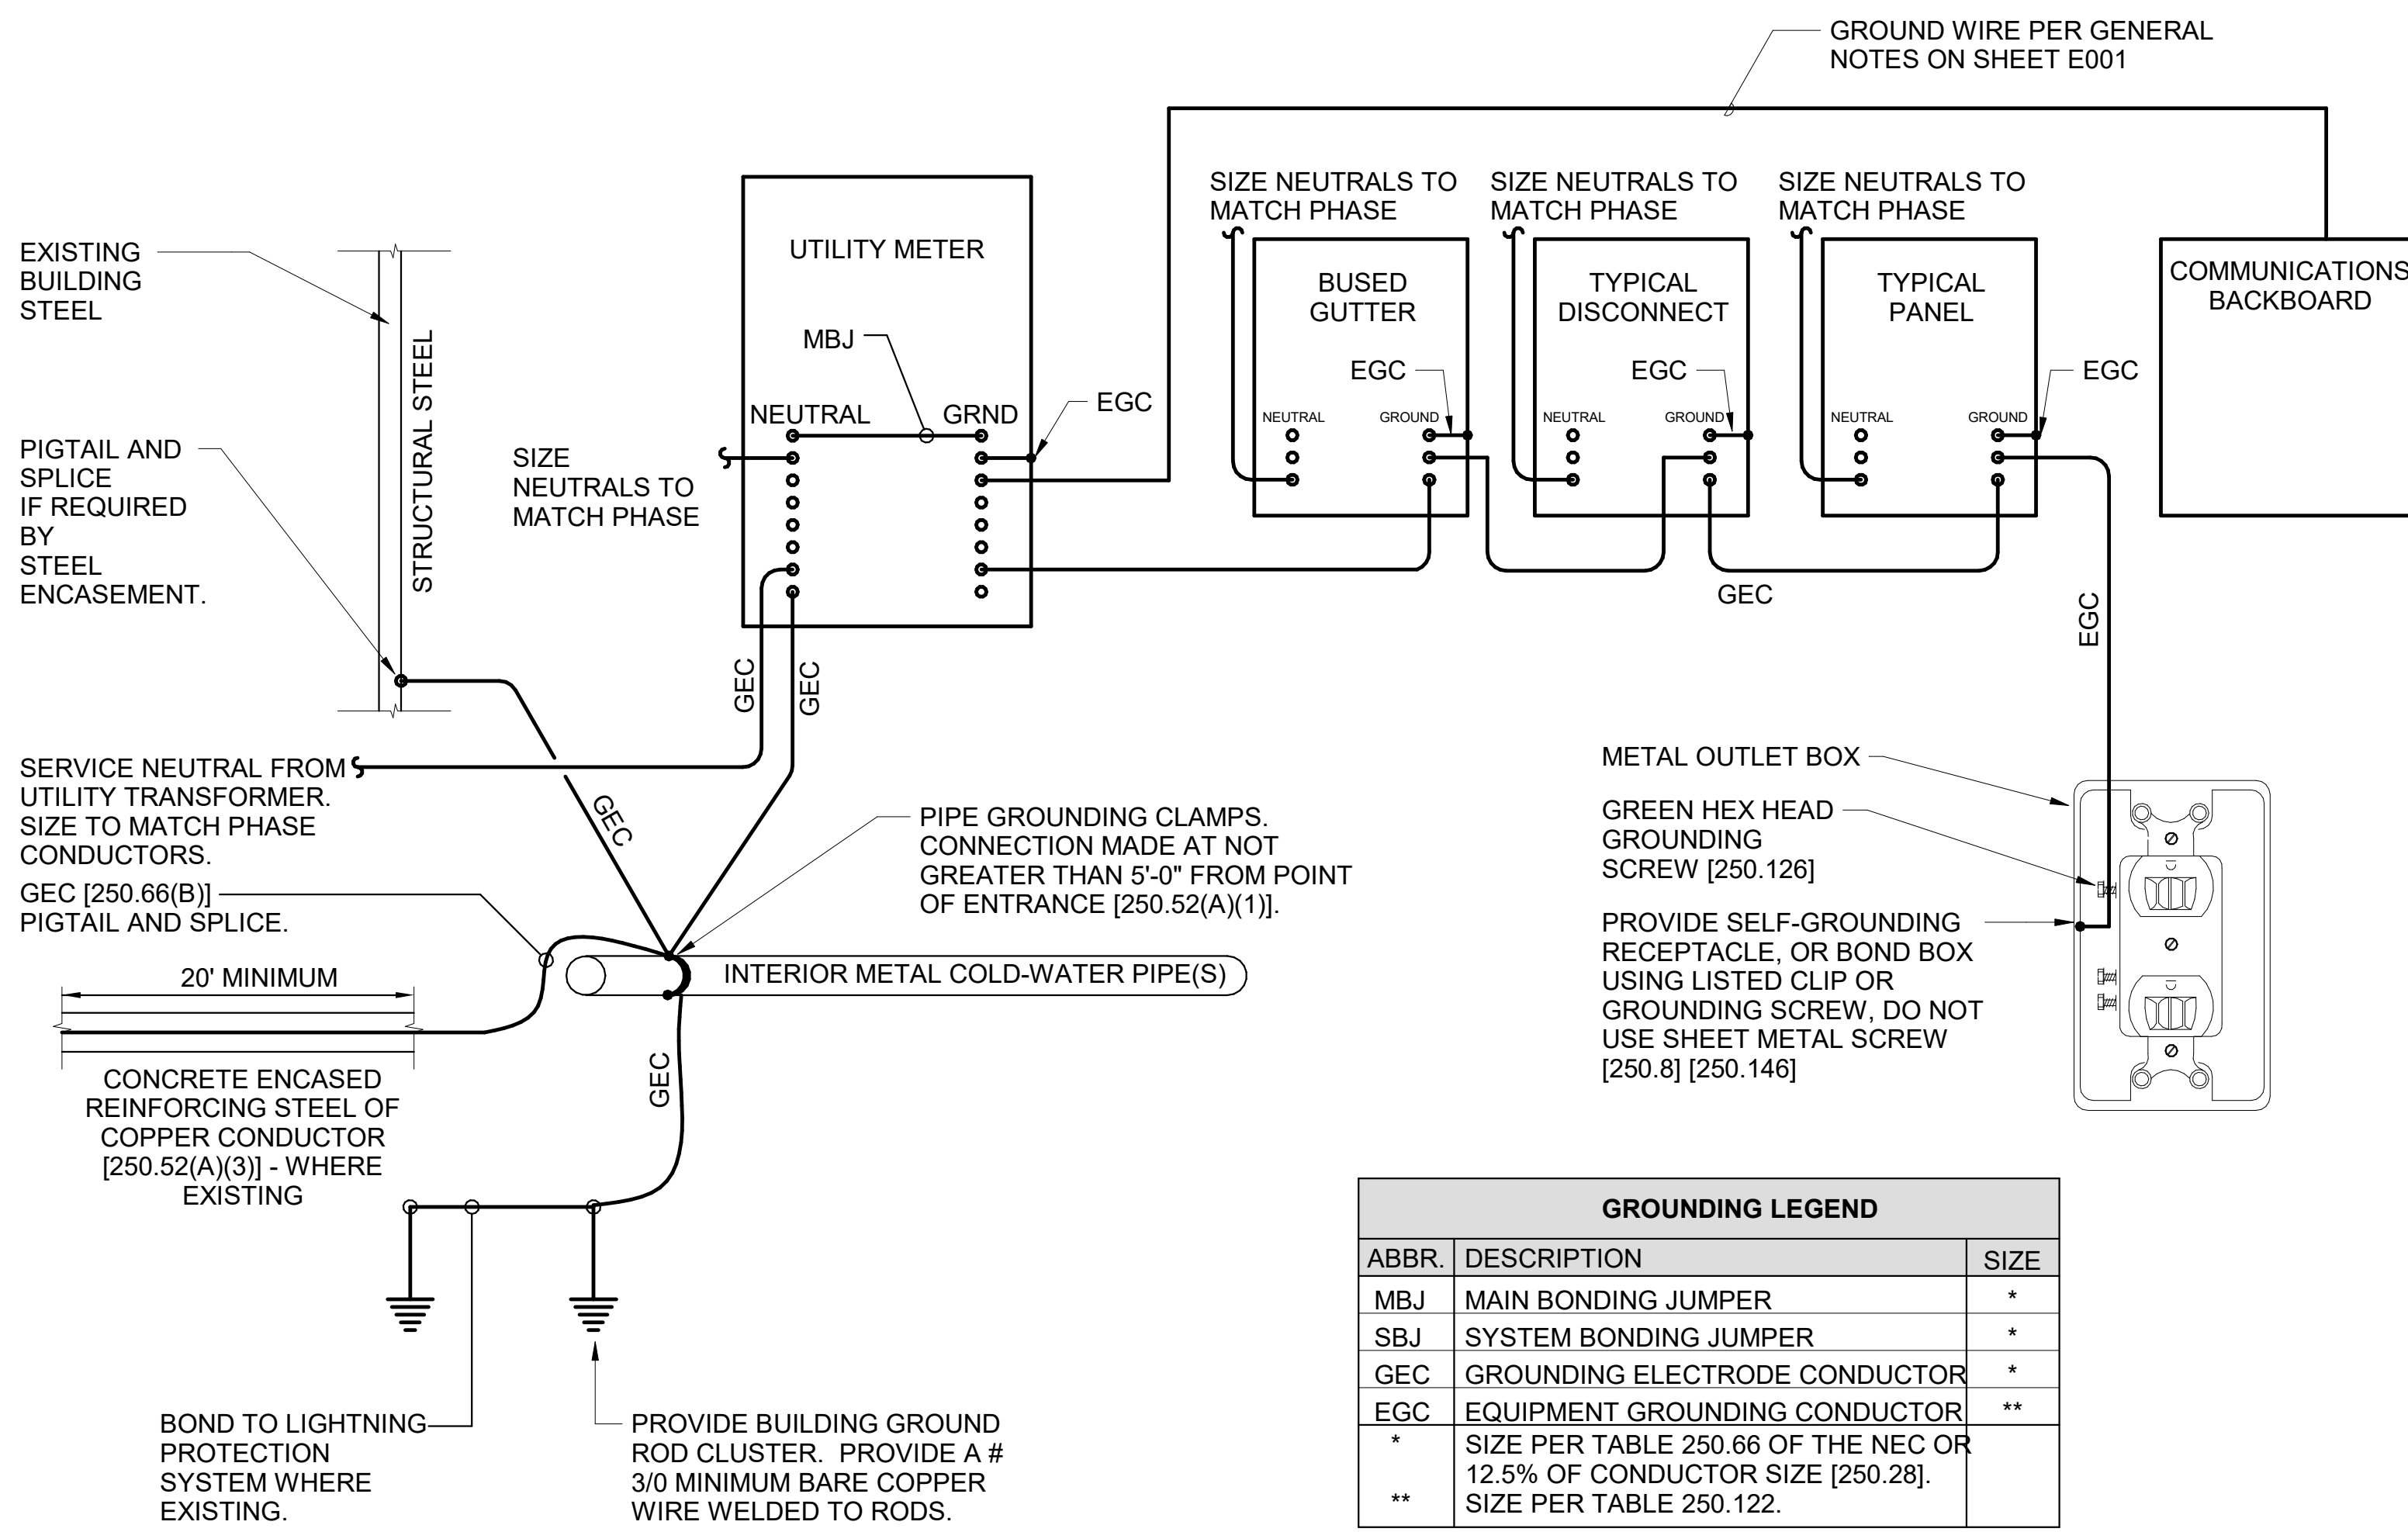 GROUND WIRE PER GENERAL
NOTES ON SHEET E001
SIZE NEUTRALS TO
MATCH PHASE
SIZE NEUTRALS TO
MATCH PHASE
SIZE NEUTRALS TO
MATCH PHASE
EXISTING
BUILDING
STEEL
STRUCTURAL STEEL
PIGTAIL AND
SPLICE
IF REQUIRED
BY
STEEL
ENCASEMENT.
UTILITY METER
MBJ
NEUTRAL
GRND
EGC
SIZE
NEUTRALS TO
MATCH PHASE
BUSED
GUTTER
EGC
NEUTRAL
GROUND
TYPICAL
DISCONNECT
EGC
NEUTRAL
GROUND
TYPICAL
PANEL
EGC
NEUTRAL
GROUND
COMMUNICATIONS
BACKBOARD
GEC
EGC
GEC
GEC
SERVICE NEUTRAL FROM
UTILITY TRANSFORMER.
SIZE TO MATCH PHASE
CONDUCTORS.
GEC
GEC [250.66(B)]
PIGTAIL AND SPLICE.
PIPE GROUNDING CLAMPS.
CONNECTION MADE AT NOT
GREATER THAN 5'-0" FROM POINT
OF ENTRANCE [250.52(A)(1)].
INTERIOR METAL COLD-WATER PIPE(S)
20' MINIMUM
CONCRETE ENCASED
REINFORCING STEEL OF
COPPER CONDUCTOR
[250.52(A)(3)] - WHERE
EXISTING
GEC
BOND TO LIGHTNING
PROTECTION
SYSTEM WHERE
EXISTING.
PROVIDE BUILDING GROUND
ROD CLUSTER. PROVIDE A #
3/0 MINIMUM BARE COPPER
WIRE WELDED TO RODS.
METAL OUTLET BOX
GREEN HEX HEAD
GROUNDING
SCREW [250.126]
PROVIDE SELF-GROUNDING
RECEPTACLE, OR BOND BOX
USING LISTED CLIP OR
GROUNDING SCREW, DO NOT
USE SHEET METAL SCREW
[250.8] [250.146]
GROUNDING LEGEND
ABBR. DESCRIPTION SIZE
MBJ MAIN BONDING JUMPER *
SBJ SYSTEM BONDING JUMPER *
GEC GROUNDING ELECTRODE CONDUCTOR *
EGC EQUIPMENT GROUNDING CONDUCTOR **
* SIZE PER TABLE 250.66 OF THE NEC OR
12.5% OF CONDUCTOR SIZE [250.28].
** SIZE PER TABLE 250.122.